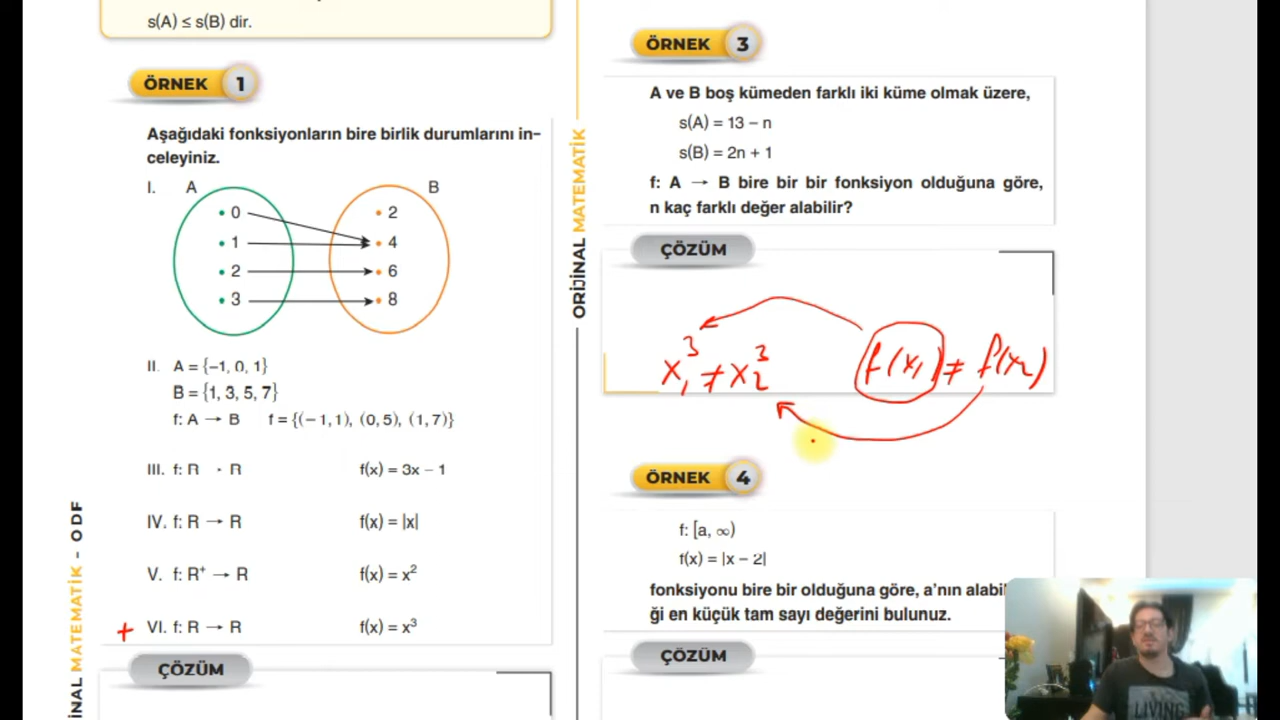 s(A) ≤ s(B) dir.
ÖRNEK 1
Aşağıdaki fonksiyonların bire birlik durumlarını in-
celeyiniz.
I. A B
0 2
1 4
2 6
3 8
II. A = {–1, 0, 1}
B = {1, 3, 5, 7}
f: A → B f = {(– 1, 1), (0, 5), (1, 7)}
III. f: R · R f(x) = 3x – 1
IV. f: R → R f(x) = |x|
V. f: R⁺ → R f(x) = x²
+ VI. f: R → R f(x) = x³
ÇÖZÜM
İNAL MATEMATİK - ODF
ORİJİNAL MATEMATİK
ÖRNEK 3
A ve B boş kümeden farklı iki küme olmak üzere,
s(A) = 13 – n
s(B) = 2n + 1
f: A → B bire bir bir fonksiyon olduğuna göre,
n kaç farklı değer alabilir?
ÇÖZÜM
x₁³ ≠ x₂³ f(x₁) ≠ f(x₂)
ÖRNEK 4
f: [a, ∞)
f(x) = |x – 2|
fonksiyonu bire bir olduğuna göre, a'nın
ği en küçük tam sayı değerini bulunuz.
ÇÖZÜM
LIVING